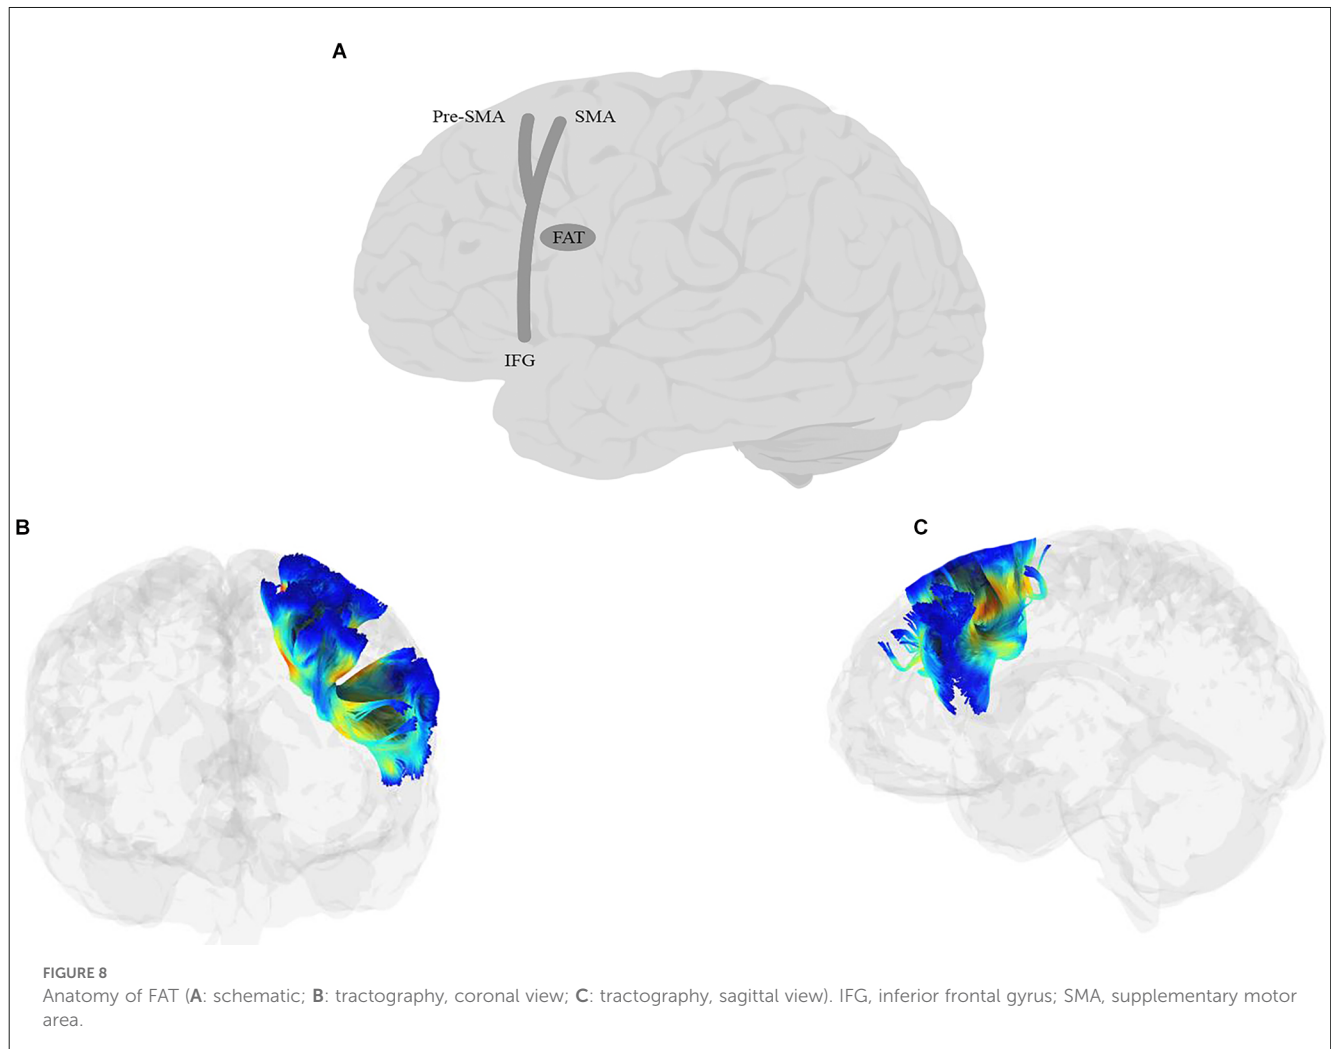 A
Pre-SMA SMA
FAT
IFG
B C
FIGURE 8
Anatomy of FAT (A: schematic; B: tractography, coronal view; C: tractography, sagittal view). IFG, inferior frontal gyrus; SMA, supplementary motor
area.